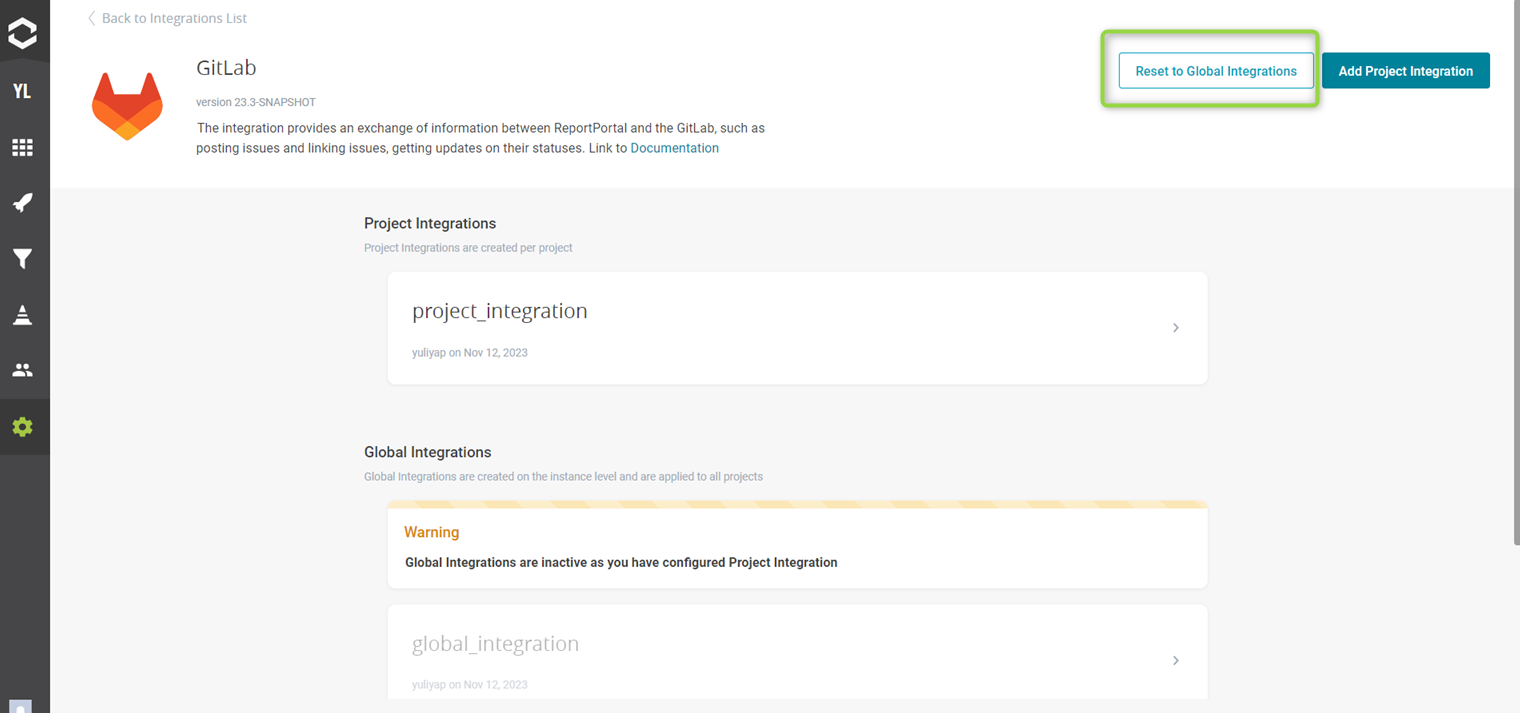 Back to Integrations List
GitLab
Reset to Global Integrations
Add Project Integration
YL
version 23.3-SNAPSHOT
The integration provides an exchange of information between ReportPortal and the GitLab, such as
posting issues and linking issues, getting updates on their statuses. Link to Documentation
Project Integrations
Project Integrations are created per project
project_integration
yuliyap on Nov 12, 2023
Global Integrations
Global Integrations are created on the instance level and are applied to all projects
Warning
Global Integrations are inactive as you have configured Project Integration
global_integration
yuliyap on Nov 12, 2023